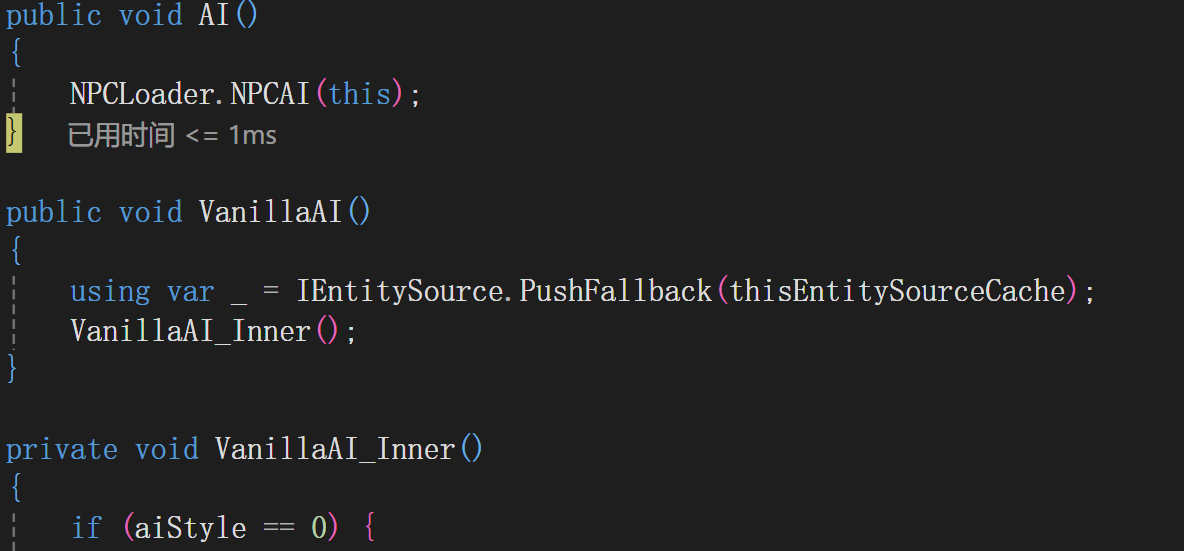 public void AI()
{
NPCLoader.NPCAI(this);
} 已用时间 <= 1ms
public void VanillaAI()
{
using var _ = IEntitySource.PushFallback(thisEntitySourceCache);
VanillaAI_Inner();
}
private void VanillaAI_Inner()
{
if (aiStyle == 0) {